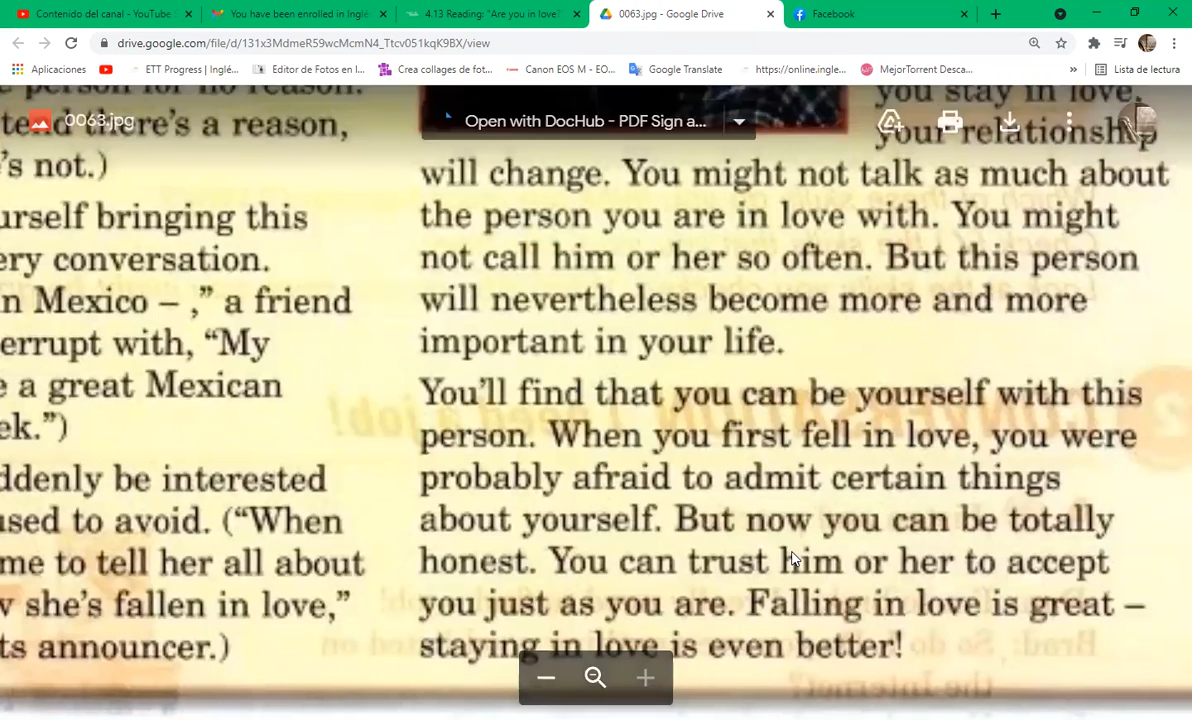 Contenido del canal - YouTube
You have been enrolled in Inglé
4.13 Reading: "Are you in love?"
0063.jpg - Google Drive
Facebook
drive.google.com/file/d/131x3MdmeR59wcMcmN4_Ttcv051kqK9BX/view
Aplicaciones
ETT Progress | Inglé...
Editor de Fotos en l...
Crea collages de fot...
Canon EOS M - EO...
Google Translate
https://online.ingle...
MejorTorrent Desca...
»
Lista de lectura
0063.jpg
Open with DocHub - PDF Sign a...
e person for no reason.
tend there's a reason,
's not.)
urself bringing this
ery conversation.
n Mexico – ,” a friend
errupt with, “My
e a great Mexican
ek.”)
ddenly be interested
used to avoid. (“When
me to tell her all about
v she's fallen in love,”
ts announcer.)
you stay in love,
your relationship
will change. You might not talk as much about
the person you are in love with. You might
not call him or her so often. But this person
will nevertheless become more and more
important in your life.
You'll find that you can be yourself with this
person. When you first fell in love, you were
probably afraid to admit certain things
about yourself. But now you can be totally
honest. You can trust him or her to accept
you just as you are. Falling in love is great –
staying in love is even better!